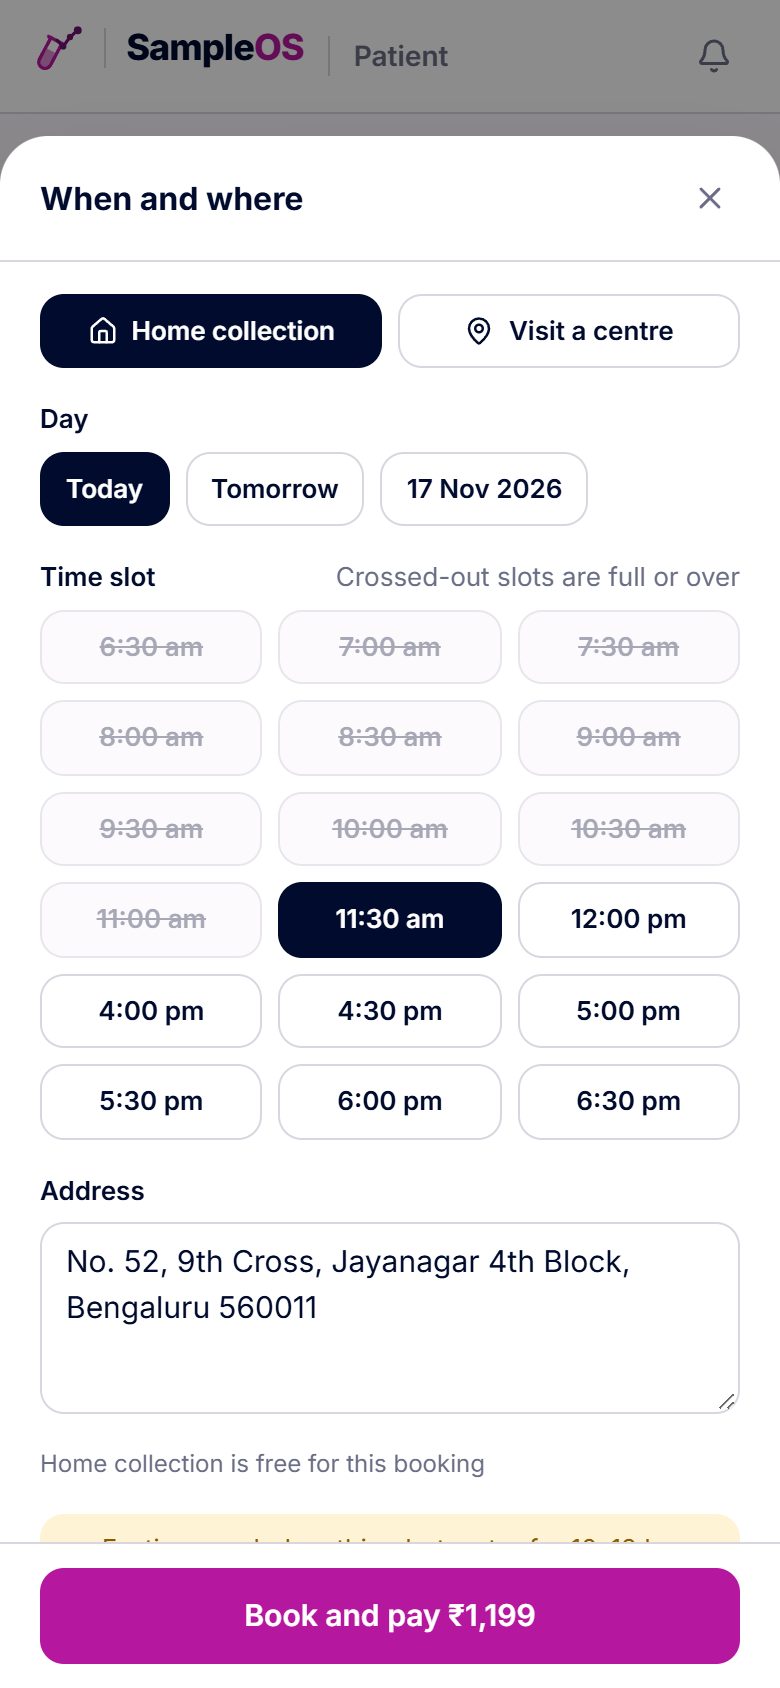 SampleOS
Patient
When and where
Home collection
Visit a centre
Day
Today
Tomorrow
17 Nov 2026
Time slot
Crossed-out slots are full or over
6:30 am
7:00 am
7:30 am
8:00 am
8:30 am
9:00 am
9:30 am
10:00 am
10:30 am
11:00 am
11:30 am
12:00 pm
4:00 pm
4:30 pm
5:00 pm
5:30 pm
6:00 pm
6:30 pm
Address
No. 52, 9th Cross, Jayanagar 4th Block,
Bengaluru 560011
Home collection is free for this booking
Book and pay ₹1,199